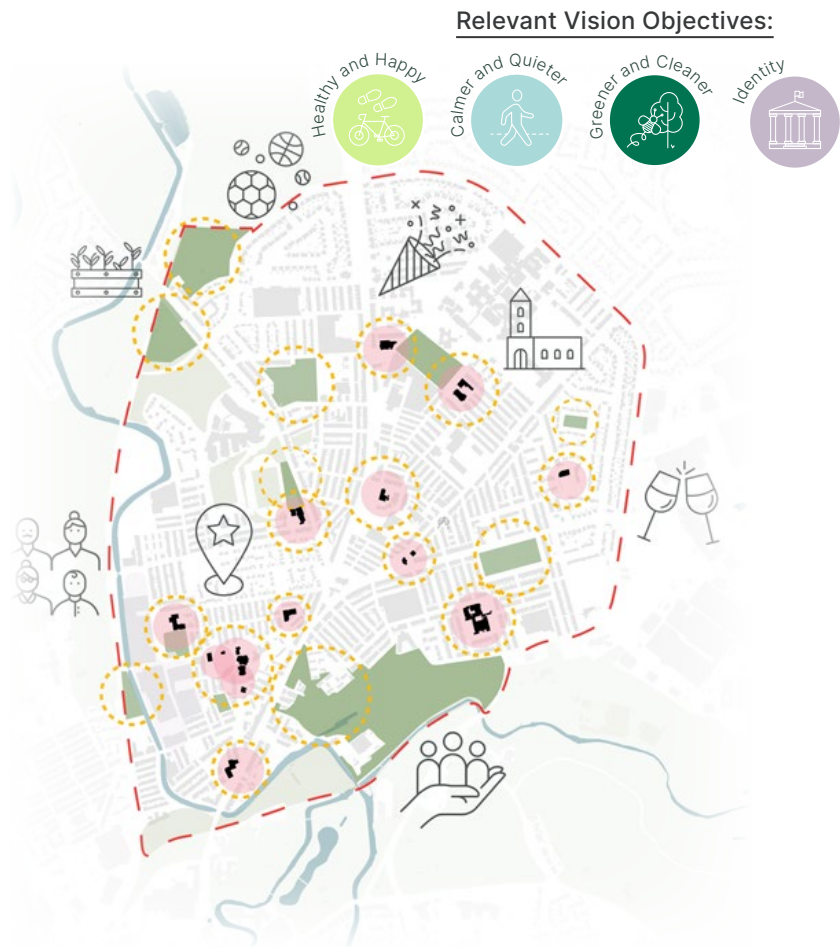 Relevant Vision Objectives:
Healthy and Happy
Calmer and Quieter
Greener and Cleaner
Identity